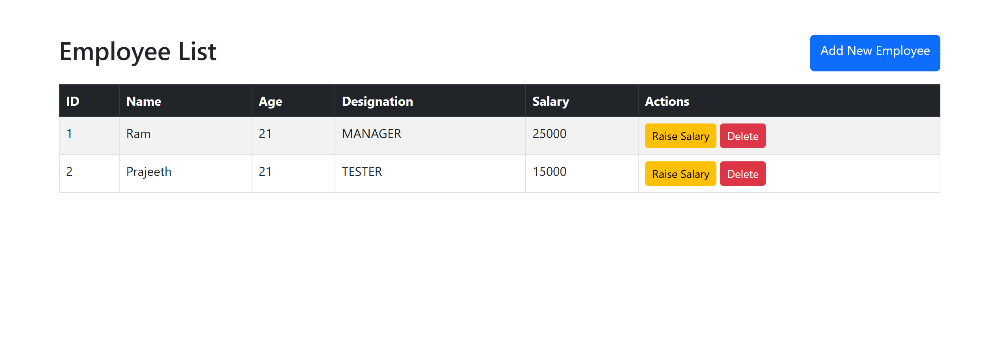 Employee List
Add New Employee
ID Name Age Designation Salary Actions
1 Ram 21 MANAGER 25000 Raise Salary Delete
2 Prajeeth 21 TESTER 15000 Raise Salary Delete